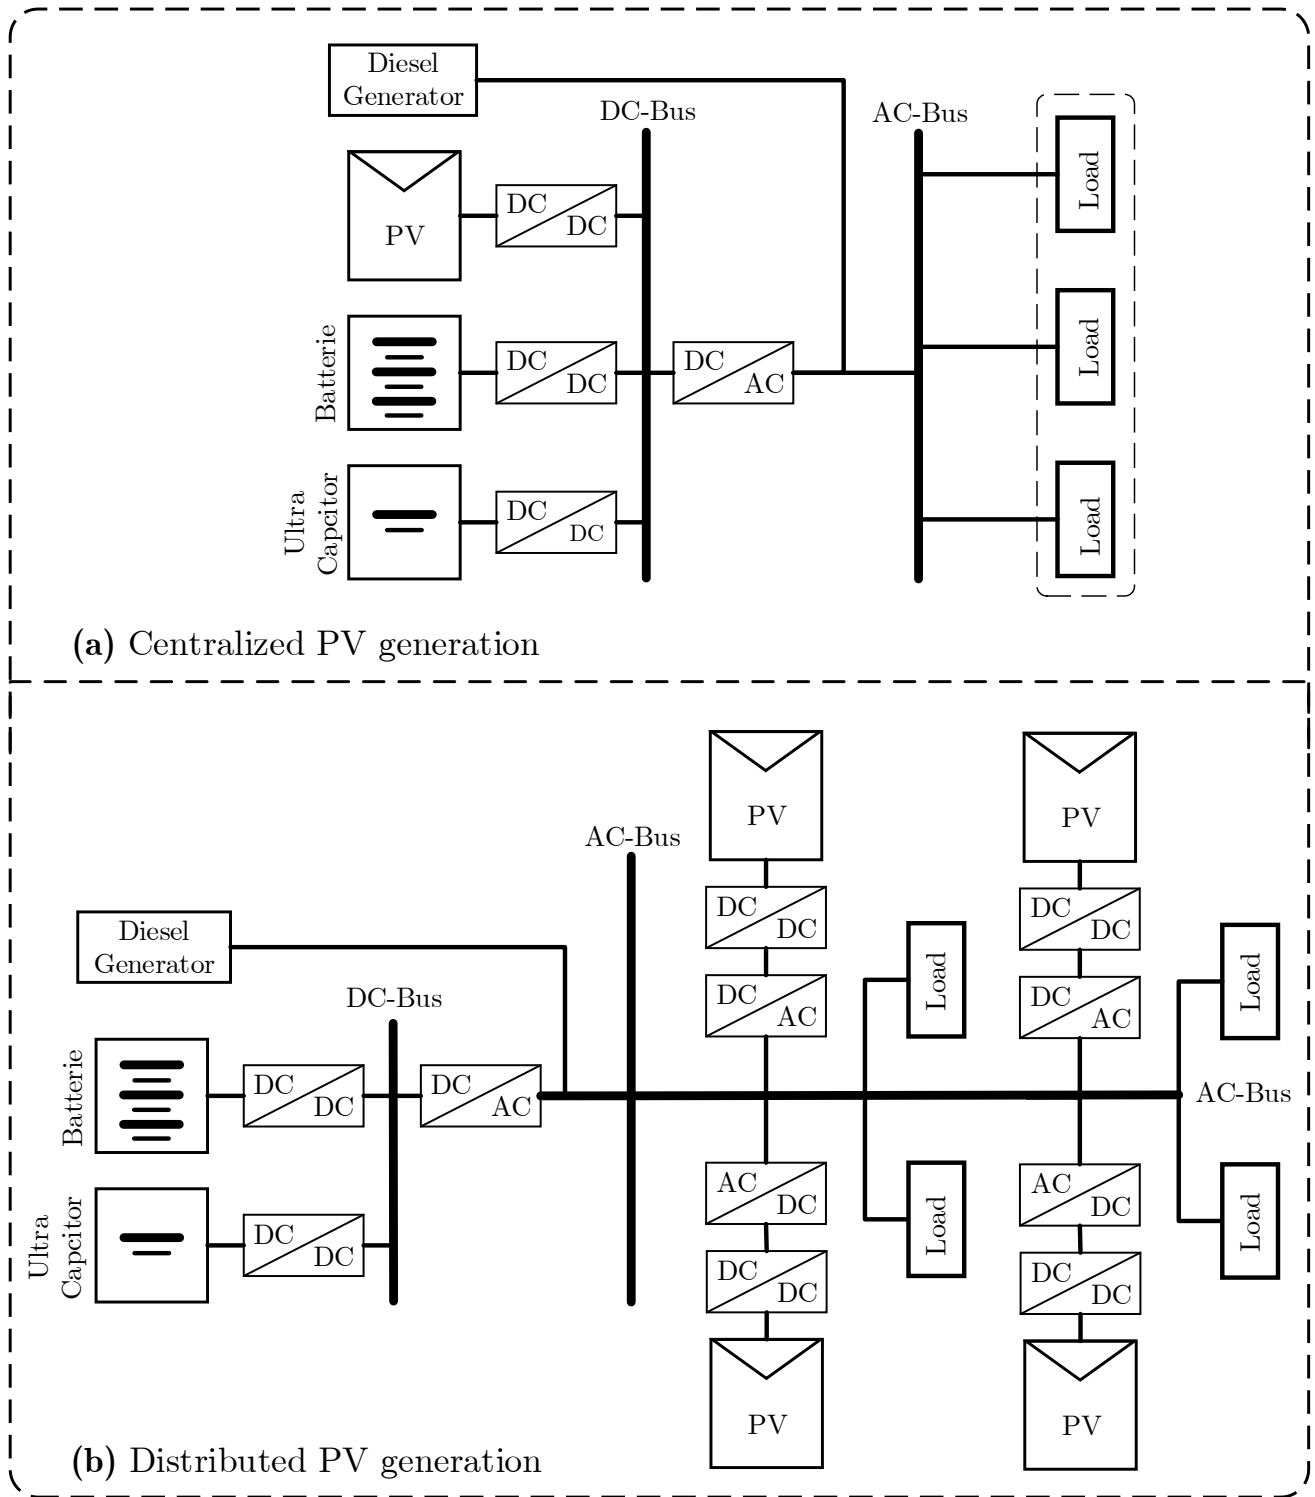 Diesel
Generator
DC-Bus
AC-Bus
Load
PV
DC
DC
Batterie
DC
DC
DC
AC
Load
Ultra
Capcitor
DC
DC
Load
(a) Centralized PV generation
PV
PV
AC-Bus
DC
DC
DC
DC
Diesel
Generator
Load
Load
DC-Bus
DC
AC
DC
AC
Batterie
DC
DC
DC
AC
AC-Bus
Ultra
Capcitor
DC
DC
AC
DC
Load
AC
DC
Load
DC
DC
DC
DC
PV
PV
(b) Distributed PV generation